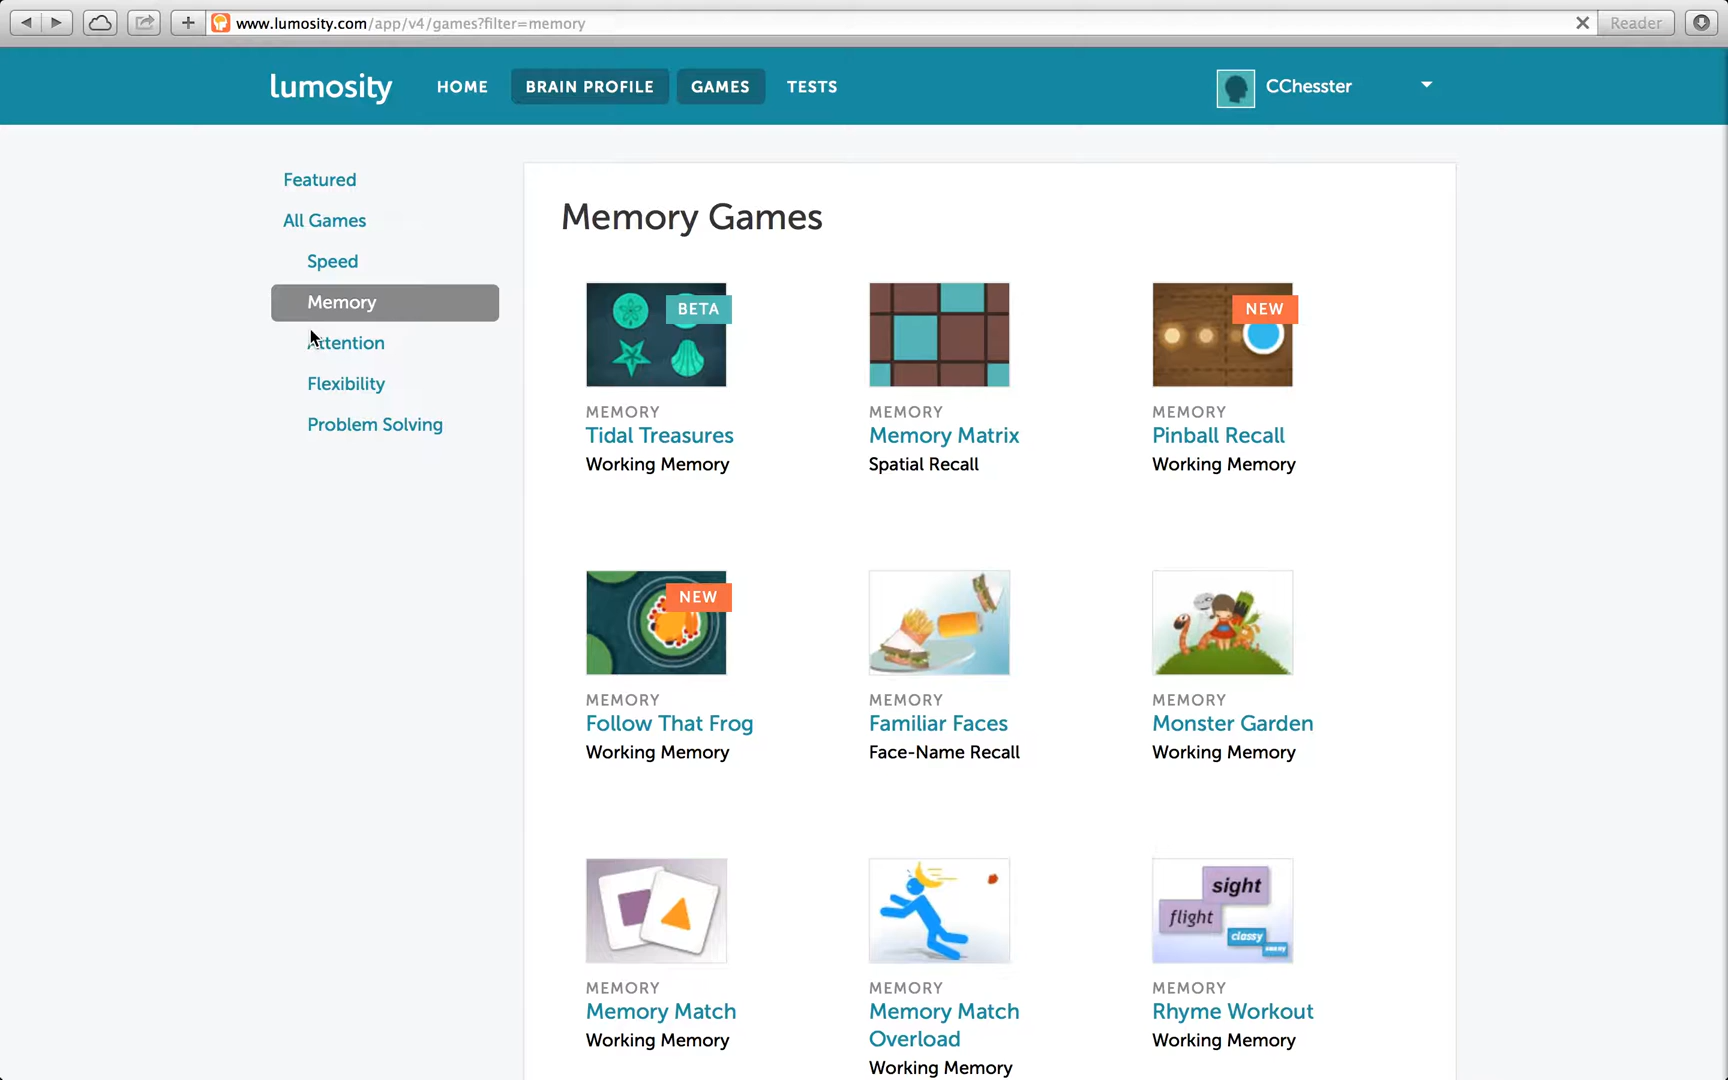 www.lumosity.com/app/v4/games?filter=memory
Reader
lumosity
HOME
BRAIN PROFILE
GAMES
TESTS
CChesster
Featured
All Games
Speed
Memory
Attention
Flexibility
Problem Solving
Memory Games
BETA
MEMORY
Tidal Treasures
Working Memory
MEMORY
Memory Matrix
Spatial Recall
NEW
MEMORY
Pinball Recall
Working Memory
NEW
MEMORY
Follow That Frog
Working Memory
MEMORY
Familiar Faces
Face-Name Recall
MEMORY
Monster Garden
Working Memory
MEMORY
Memory Match
Working Memory
MEMORY
Memory Match
Overload
Working Memory
sight
flight
classy
MEMORY
Rhyme Workout
Working Memory